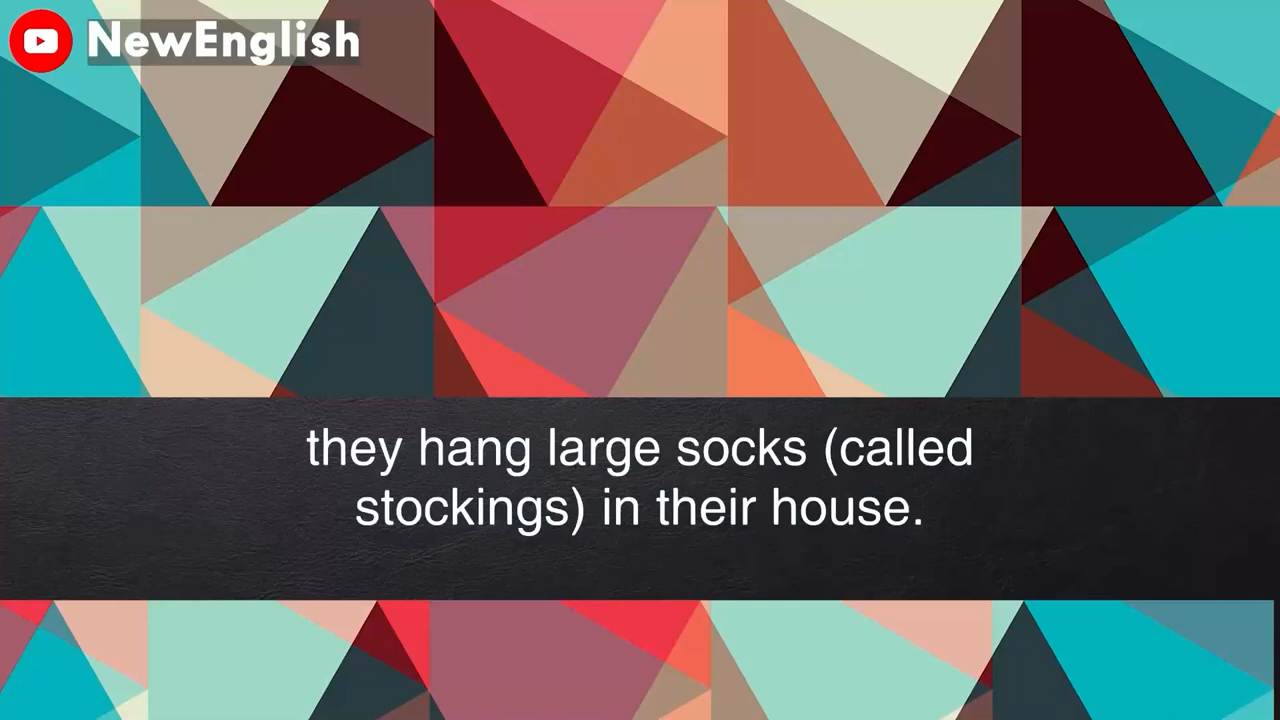 NewEnglish
they hang large socks (called
stockings) in their house.